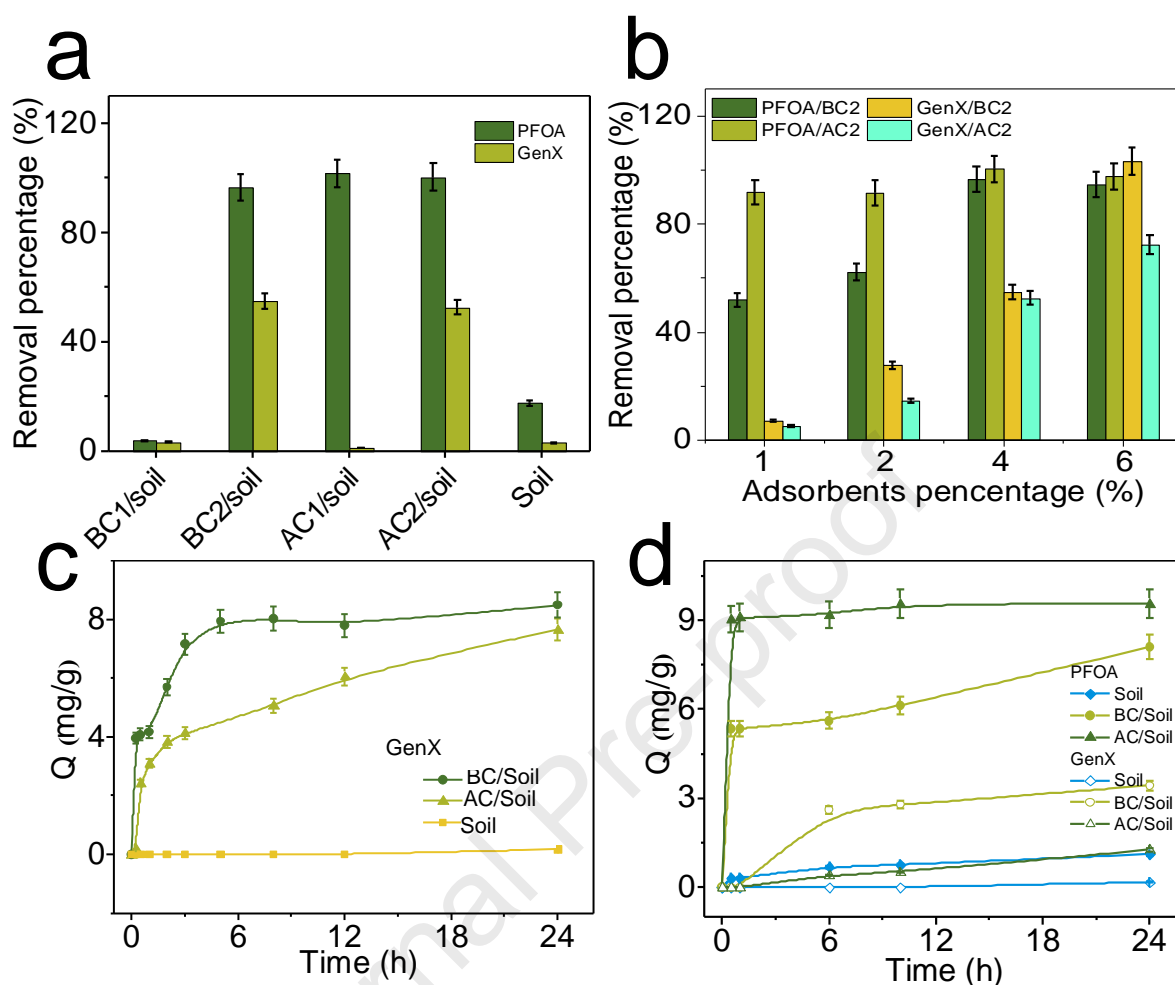 a
Removal percentage (%)
120
80
40
0
PFOA
GenX
BC1/soil
BC2/soil
AC1/soil
AC2/soil
Soil
b
Removal percentage (%)
120
80
40
0
PFOA/BC2 GenX/BC2
PFOA/AC2 GenX/AC2
1 2 4 6
Adsorbents pencentage (%)
c
Q (mg/g)
8
4
0
GenX
BC/Soil
AC/Soil
Soil
0 6 12 24
Time (h)
d
Q (mg/g)
9
6
3
0
PFOA
Soil
BC/Soil
AC/Soil
GenX
Soil
BC/Soil
AC/Soil
0 6 12 24
Time (h)
nal Pre-proof